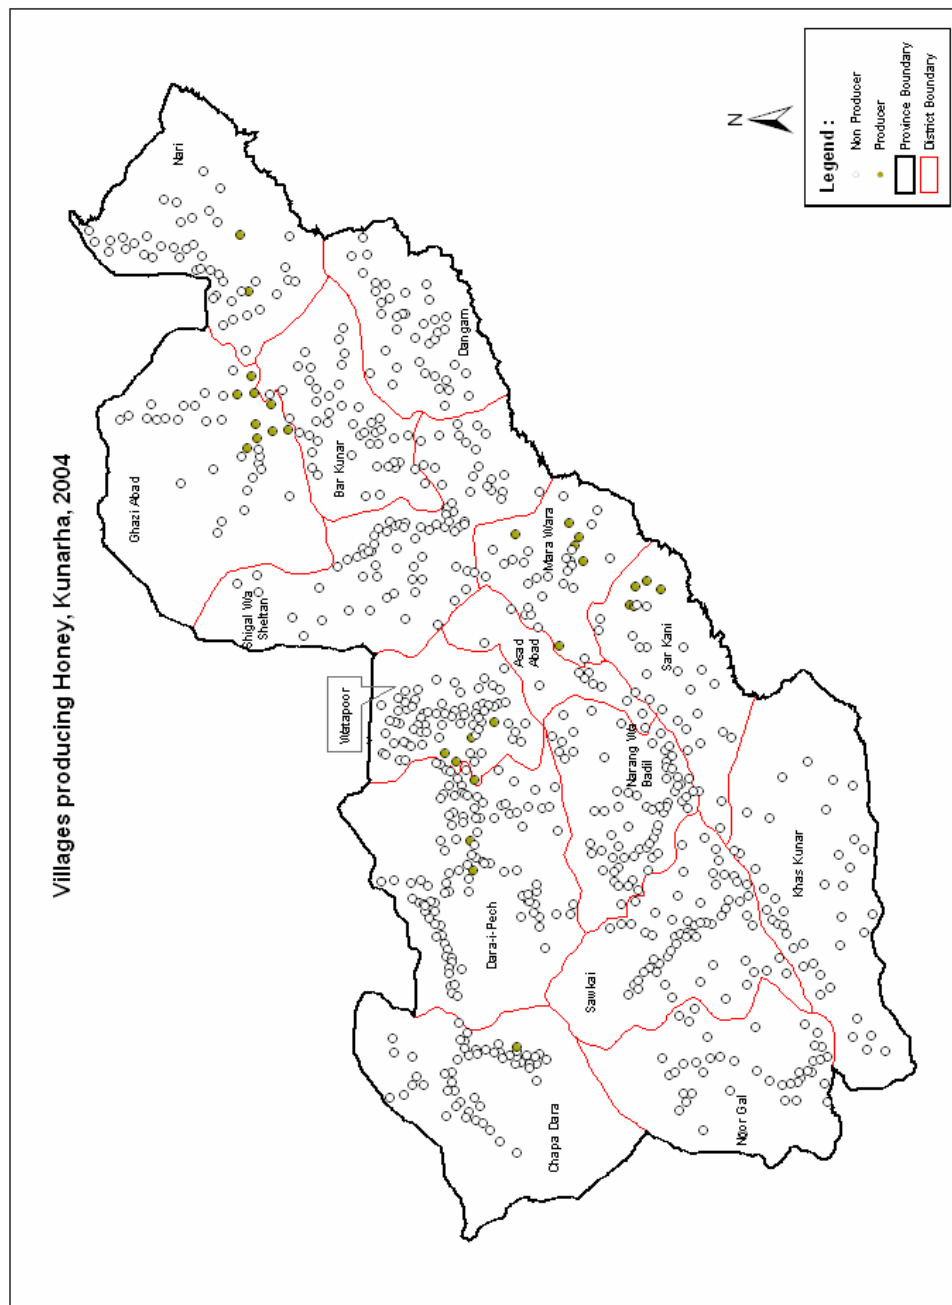 Villages producing Honey, Kunarha, 2004
Nari
Ghazi Abad
Bar Kunar
Dangam
Shigal Wa
Sheltan
Watapoor
Mara Wara
Asad
Abad
Sar Kani
Narang Wa
Badil
Dara-i-Pech
Sawkai
Khas Kunar
Chapa Dara
Noor Gal
N
Legend :
Non Producer
Producer
Province Boundary
District Boundary